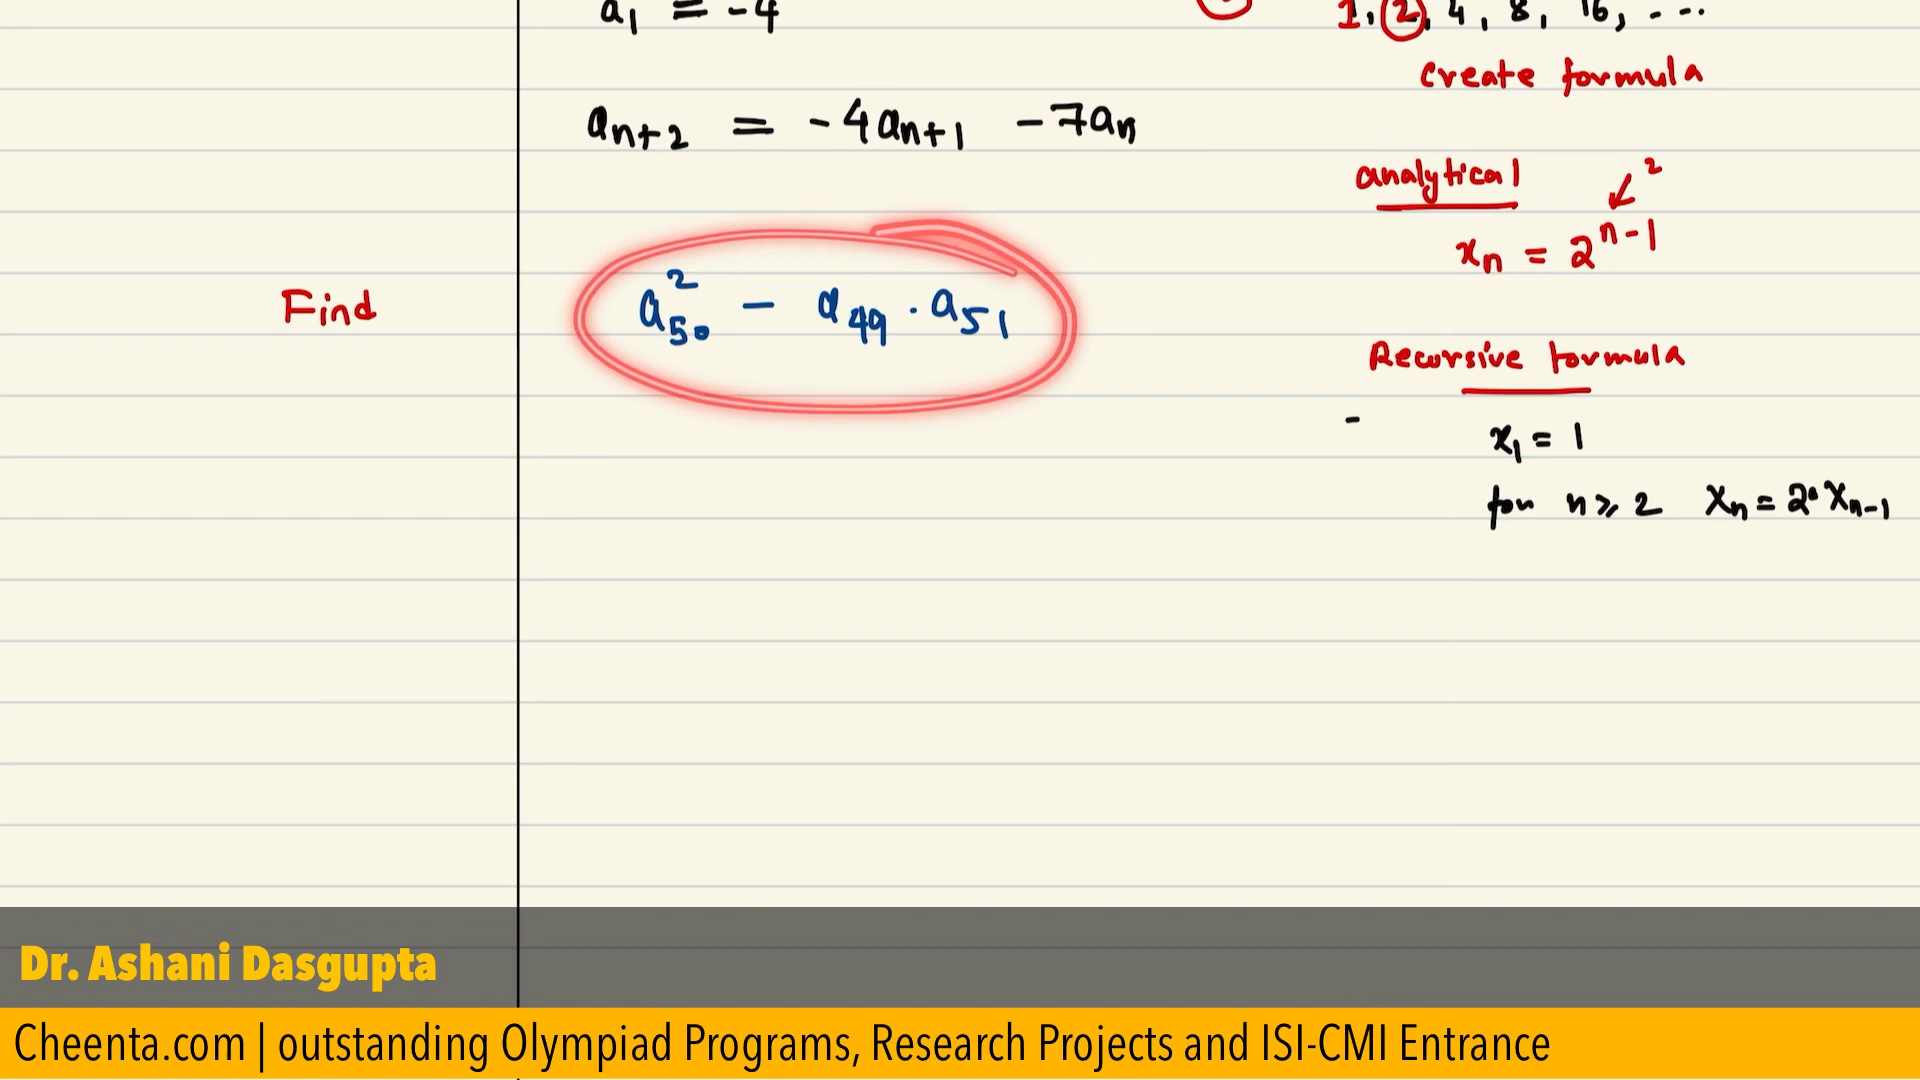 a₁ = -4
aₙ₊₂ = -4aₙ₊₁ -7aₙ
Find a₅₀² - a₄₉ · a₅₁
1, 2, 4, 8, 16, ...
Create formula
analytical
2
xₙ = 2ⁿ⁻¹
Recursive formula
-
x₁ = 1
for n ⩾ 2 xₙ = 2·xₙ₋₁
Dr. Ashani Dasgupta
Cheenta.com | outstanding Olympiad Programs, Research Projects and ISI-CMI Entrance